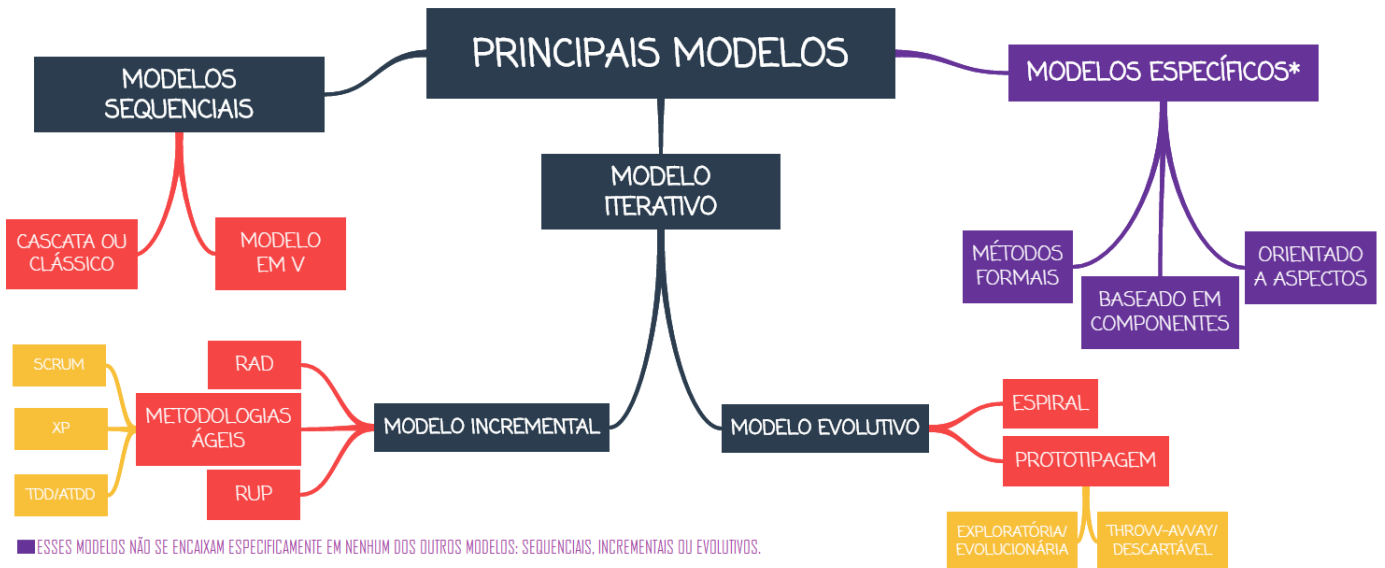 PRINCIPAIS MODELOS
MODELOS
SEQUENCIAIS
MODELOS ESPECÍFICOS*
MODELO
ITERATIVO
CASCATA OU
CLÁSSICO
MODELO
EM V
MÉTODOS
FORMAIS
BASEADO EM
COMPONENTES
ORIENTADO
A ASPECTOS
SCRUM
XP
TDD/ATDD
RAD
METODOLOGIAS
ÁGEIS
RUP
MODELO INCREMENTAL
MODELO EVOLUTIVO
ESPIRAL
PROTOTIPAGEM
EXPLORATÓRIA/
EVOLUCIONÁRIA
THROW-AWAY/
DESCARTÁVEL
ESSES MODELOS NÃO SE ENCAIXAM ESPECIFICAMENTE EM NENHUM DOS OUTROS MODELOS: SEQUENCIAIS, INCREMENTAIS OU EVOLUTIVOS.